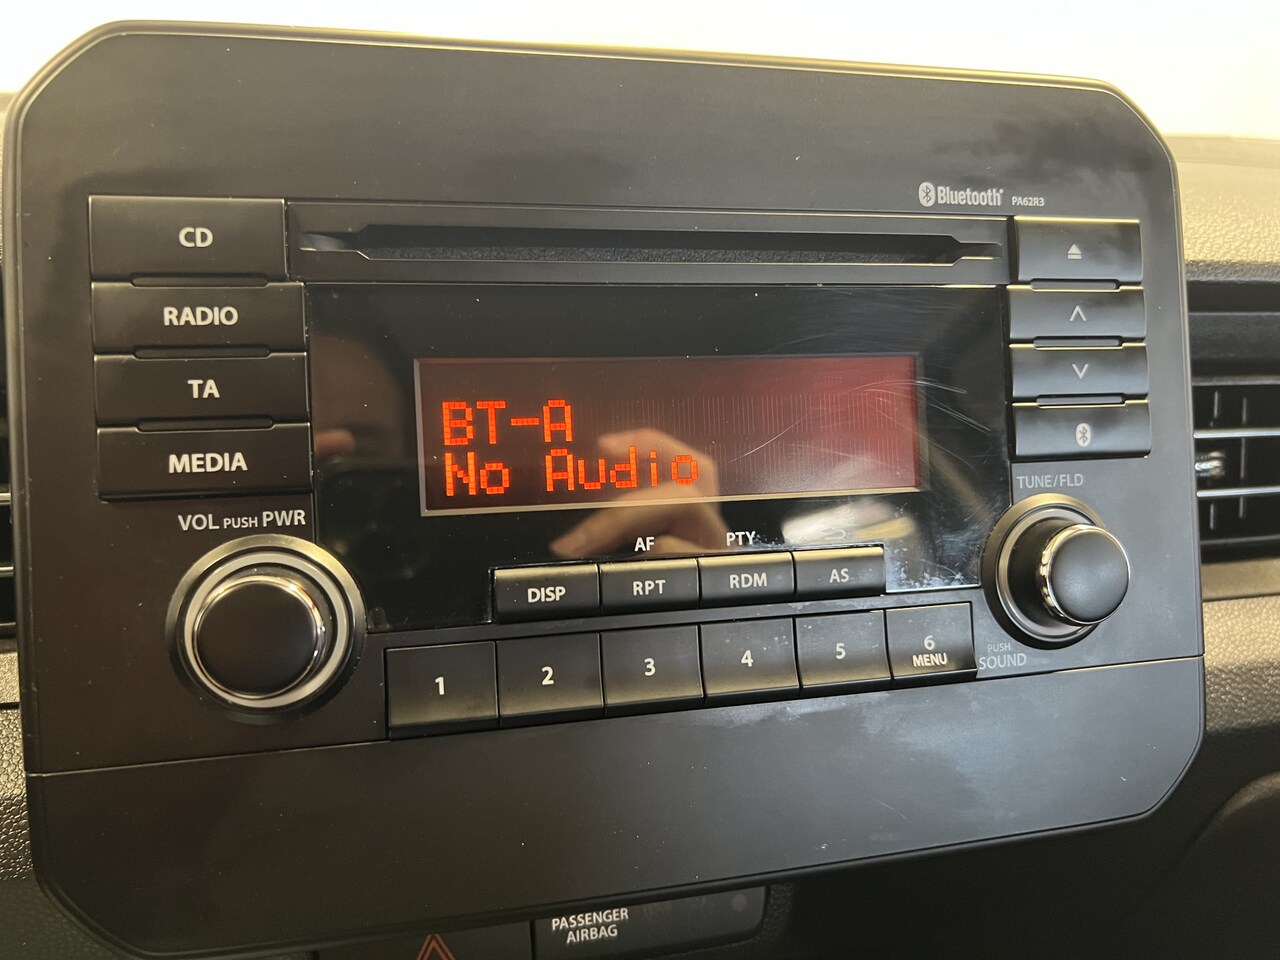 Bluetooth® PA62R3
CD
RADIO
TA
MEDIA
VOL PUSH PWR
BT-A
No Audio
TUNE/FLD
AF PTY
DISP RPT RDM AS
1 2 3 4 5 6
MENU
PUSH
SOUND
PASSENGER
AIRBAG